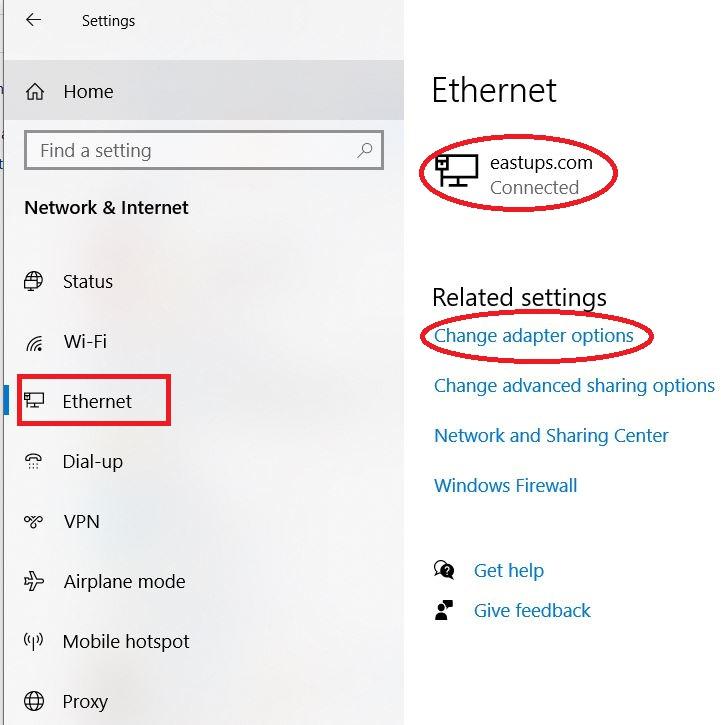 Settings
Home
Find a setting
Network & Internet
Status
Wi-Fi
Ethernet
Dial-up
VPN
Airplane mode
Mobile hotspot
Proxy
Ethernet
eastups.com
Connected
Related settings
Change adapter options
Change advanced sharing options
Network and Sharing Center
Windows Firewall
Get help
Give feedback